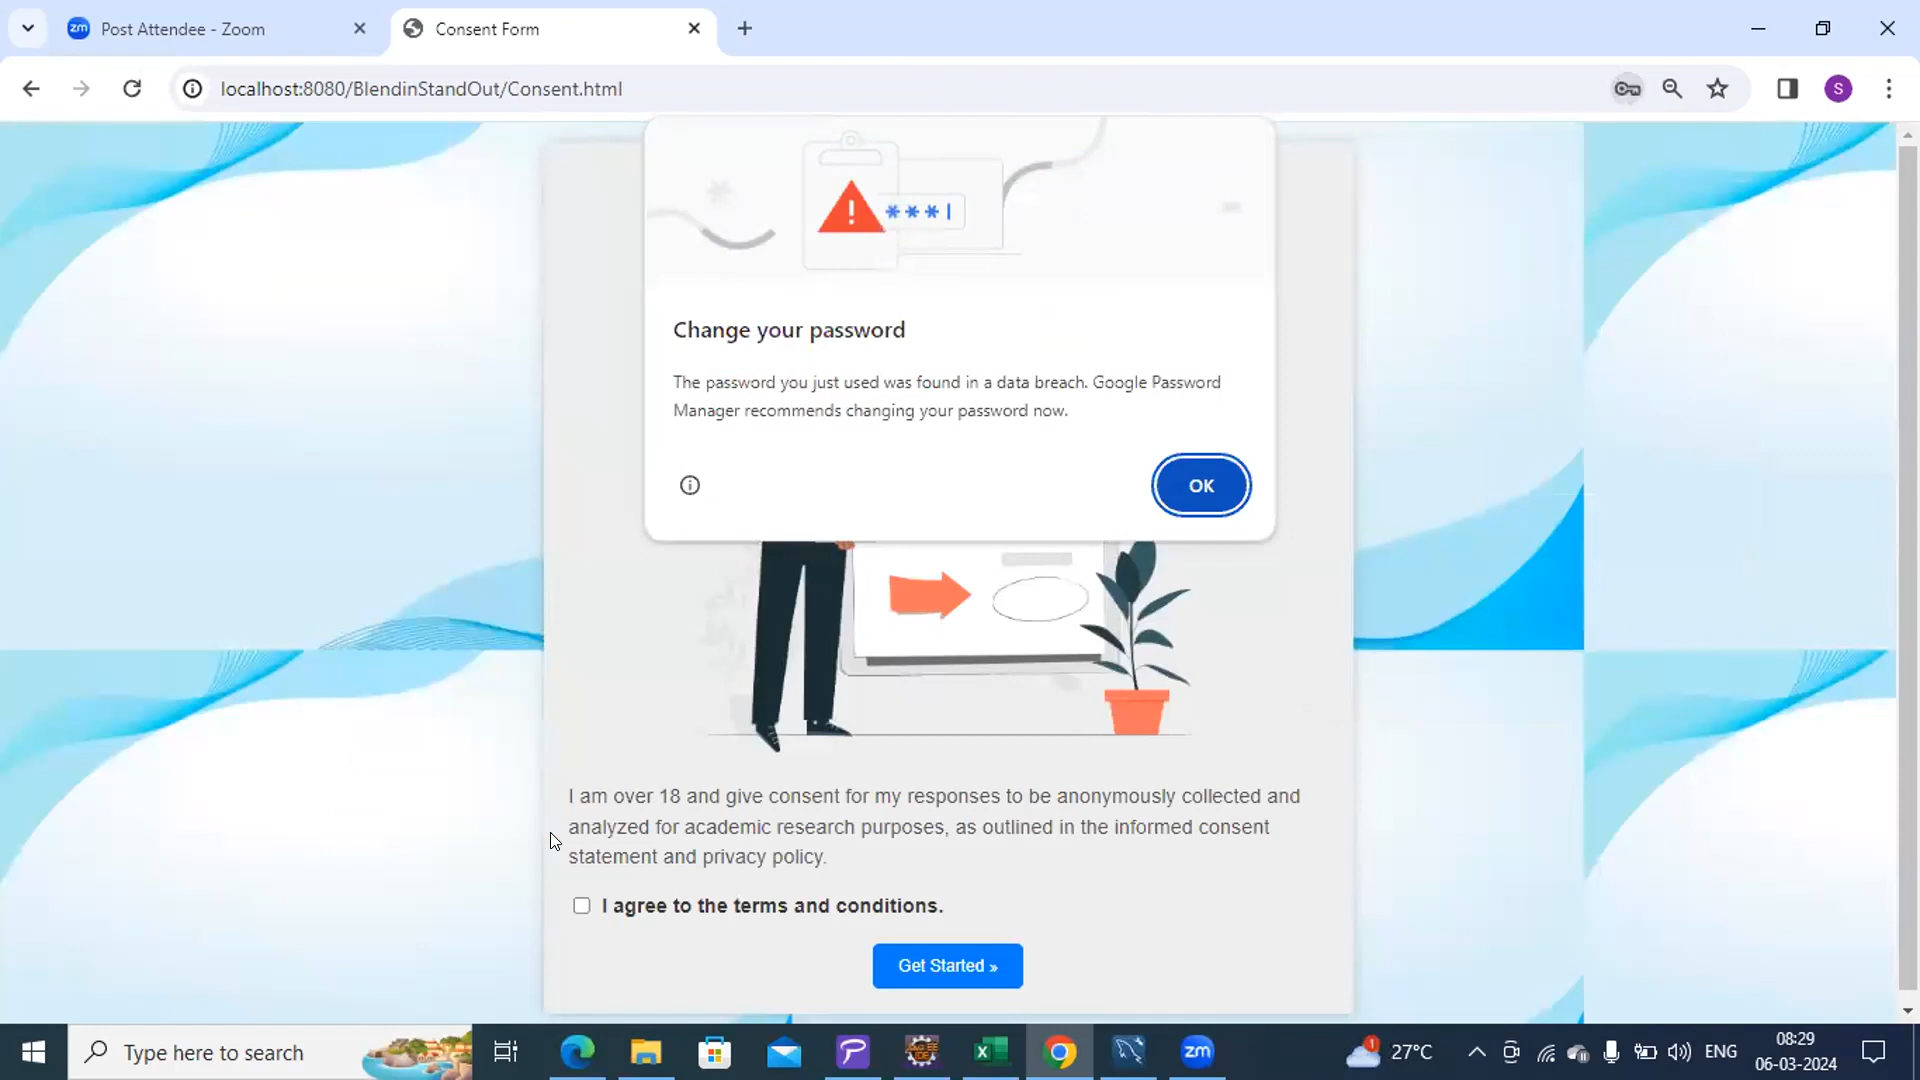 zm Post Attendee - Zoom
Consent Form
localhost:8080/BlendinStandOut/Consent.html
S
! ***|
Change your password
The password you just used was found in a data breach. Google Password
Manager recommends changing your password now.
OK
I am over 18 and give consent for my responses to be anonymously collected and
analyzed for academic research purposes, as outlined in the informed consent
statement and privacy policy.
I agree to the terms and conditions.
Get Started »
Type here to search
zm
1
27°C
ENG
08:29
06-03-2024